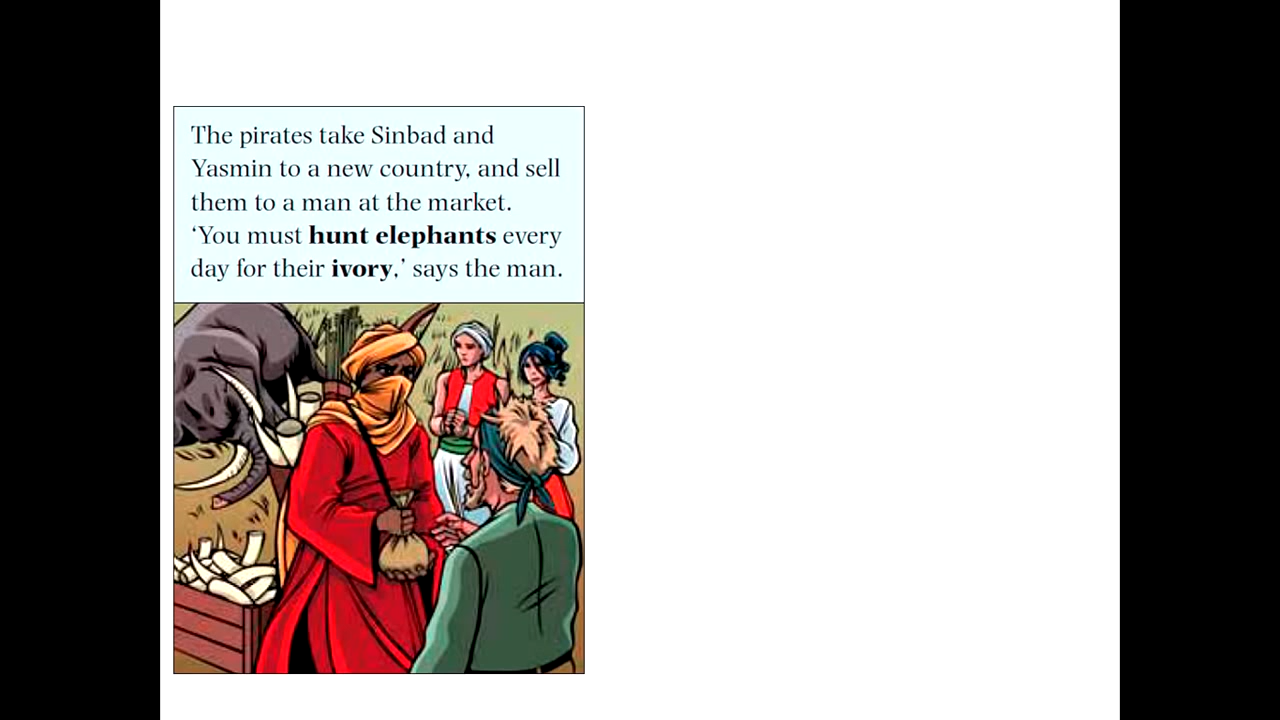 The pirates take Sinbad and
Yasmin to a new country, and sell
them to a man at the market.
‘You must hunt elephants every
day for their ivory,’ says the man.